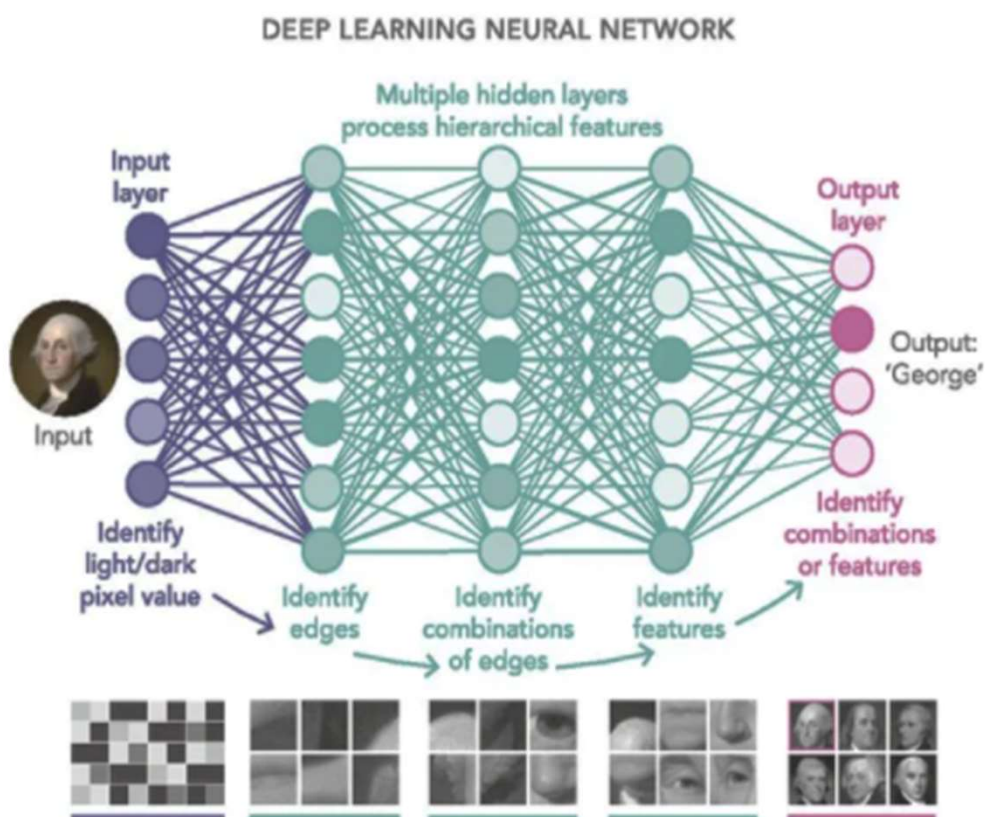 DEEP LEARNING NEURAL NETWORK
Multiple hidden layers
process hierarchical features
Input
layer
Output
layer
Input
Output:
'George'
Identify
light/dark
pixel value
Identify
edges
Identify
combinations
of edges
Identify
features
Identify
combinations
or features